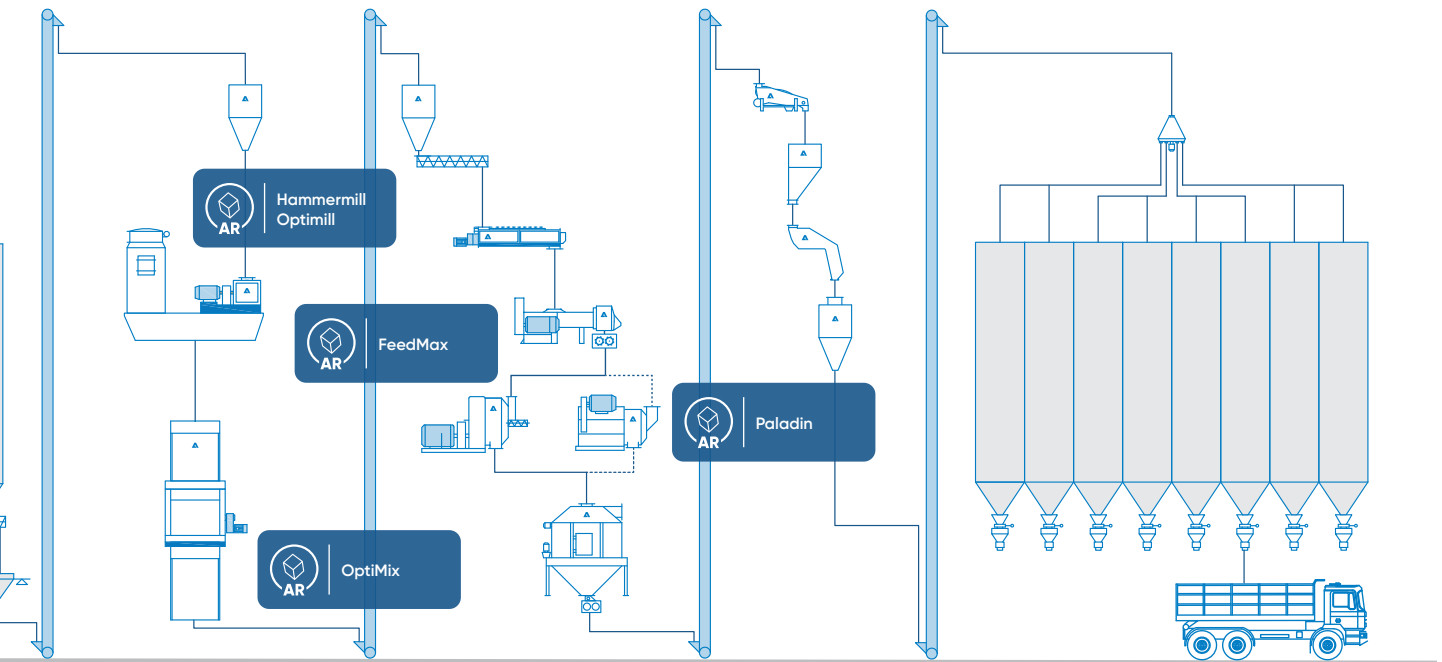 AR
Hammermill
Optimill
AR
FeedMax
AR
Paladin
AR
OptiMix